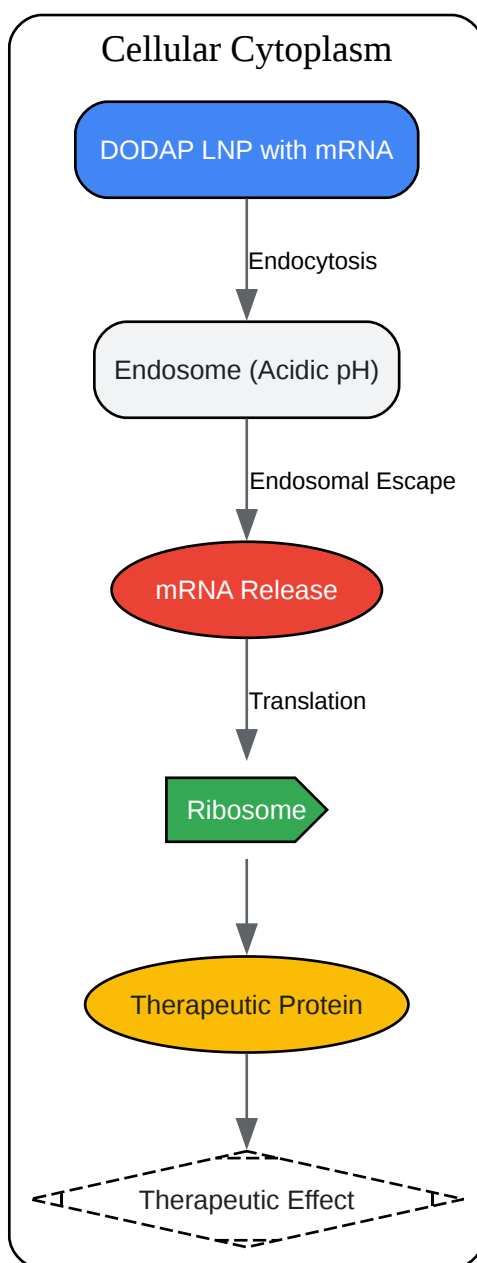 Cellular Cytoplasm
DODAP LNP with mRNA
Endocytosis
Endosome (Acidic pH)
Endosomal Escape
mRNA Release
Translation
Ribosome
Therapeutic Protein
Therapeutic Effect